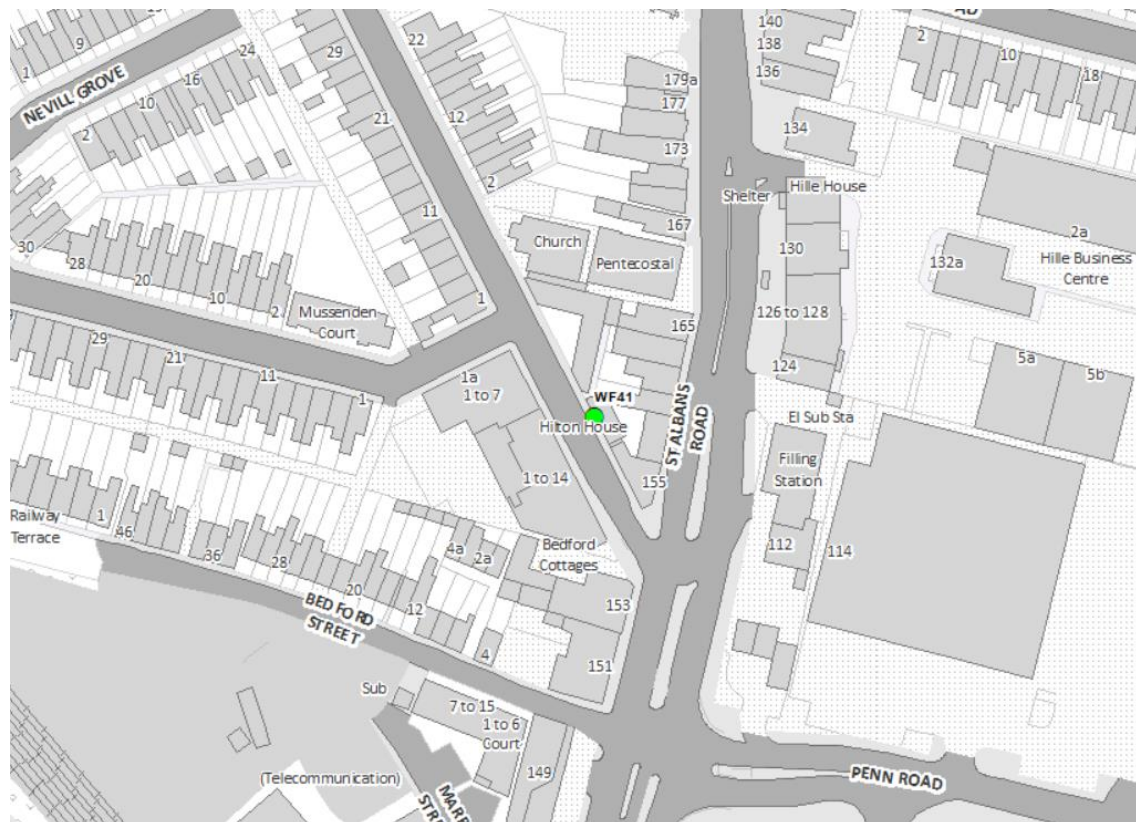 9
1
NEVILL GROVE
2
10
16
24
29
22
21
12
2
11
1
30
28
20
10
2
Mussenden
Court
29
21
11
1
179a
177
173
167
140
138
136
134
2
10
18
Shelter
Hille House
Church
Pentecostal
130
2a
132a
Hille Business
Centre
165
126 to 128
124
5a
5b
1a
1 to 7
WF41
Hilton House
ST ALBANS
ROAD
El Sub Sta
Filling
Station
1 to 14
155
Railway
Terrace
1
46
36
28
20
12
4a
2a
Bedford
Cottages
112
114
BEDFORD
STREET
4
153
151
Sub
7 to 15
1 to 6
Court
149
(Telecommunication)
PENN ROAD